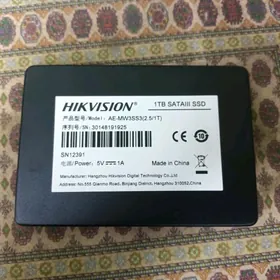 HIKVISION
1TB SATAIII SSD
产品型号/Model: AE-MW3SS3(2.5/1T)
序列号/SN: 30148191925
SN12391
电源/Power: 5V⎓1A
Made in China
Manufacturer: Hangzhou Hikvision Digital Technology Co.,Ltd
Address: No.555 Qianmo Road, Binjiang District, Hangzhou 310052, China